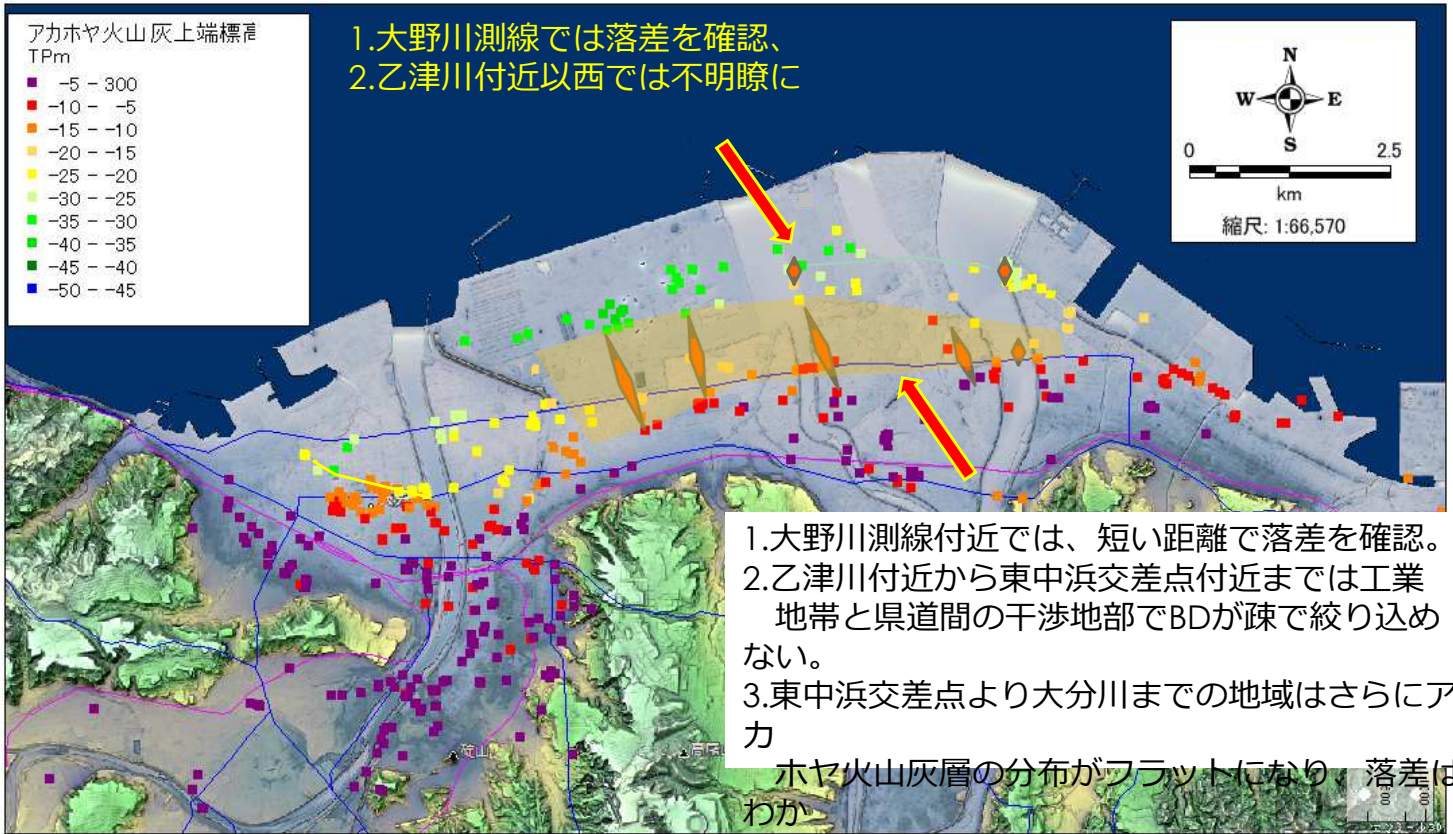 アカホヤ火山灰上端標高
TPm
-5 - 300
-10 - -5
-15 - -10
-20 - -15
-25 - -20
-30 - -25
-35 - -30
-40 - -35
-45 - -40
-50 - -45
1.大野川測線では落差を確認、
2.乙津川付近以西では不明瞭に
N
W E
S
0 2.5
km
縮尺: 1:66,570
1.大野川測線付近では、短い距離で落差を確認。
2.乙津川付近から東中浜交差点付近までは工業
地帯と県道間の干渉地部でBDが疎で絞り込め
ない。
3.東中浜交差点より大分川までの地域はさらにア
カ
ホヤ火山灰層の分布がフラットになり、落差は
わか
碇山